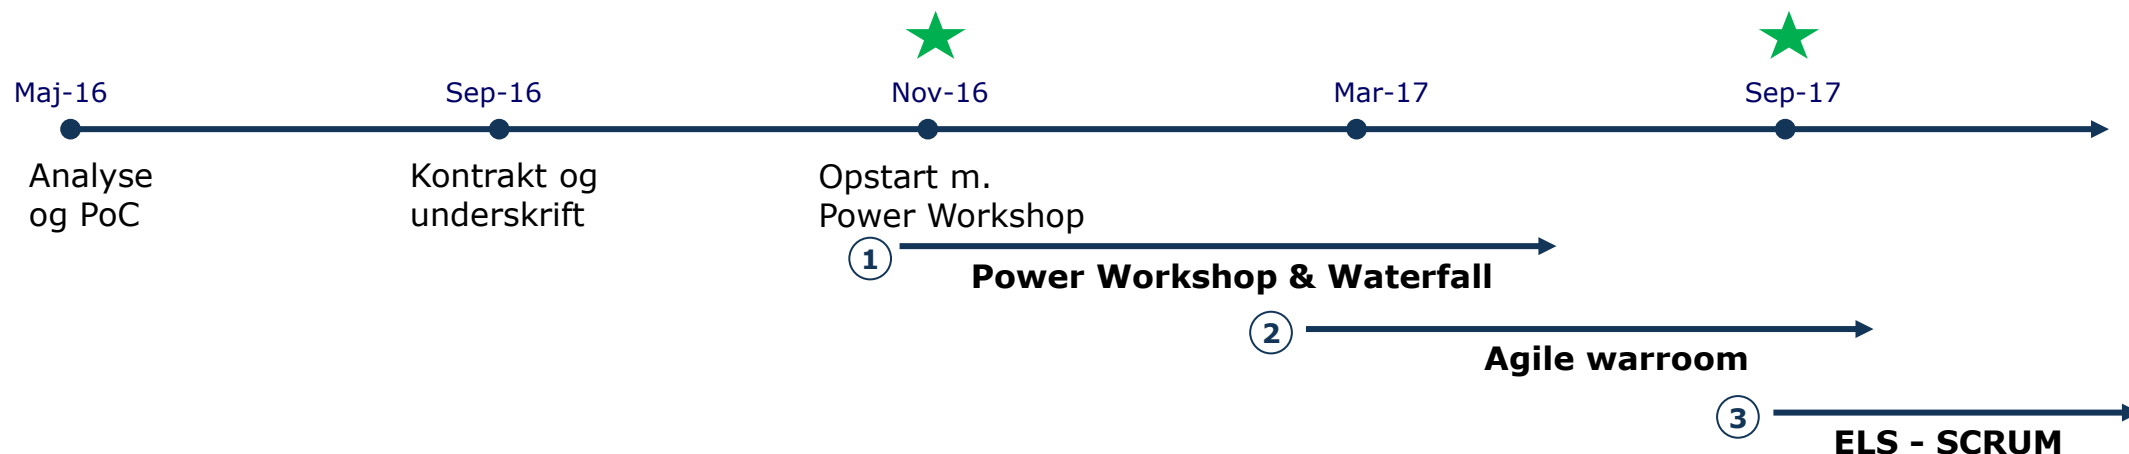 Maj-16
Sep-16
Nov-16
Mar-17
Sep-17
Analyse
og PoC
Kontrakt og
underskrift
Opstart m.
Power Workshop
1
Power Workshop & Waterfall
2
Agile warroom
3
ELS - SCRUM